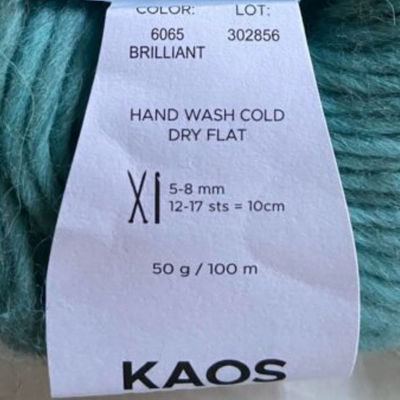 COLOR: LOT:
6065 302856
BRILLIANT
HAND WASH COLD
DRY FLAT
5-8 mm
12-17 sts = 10cm
50 g / 100 m
KAOS